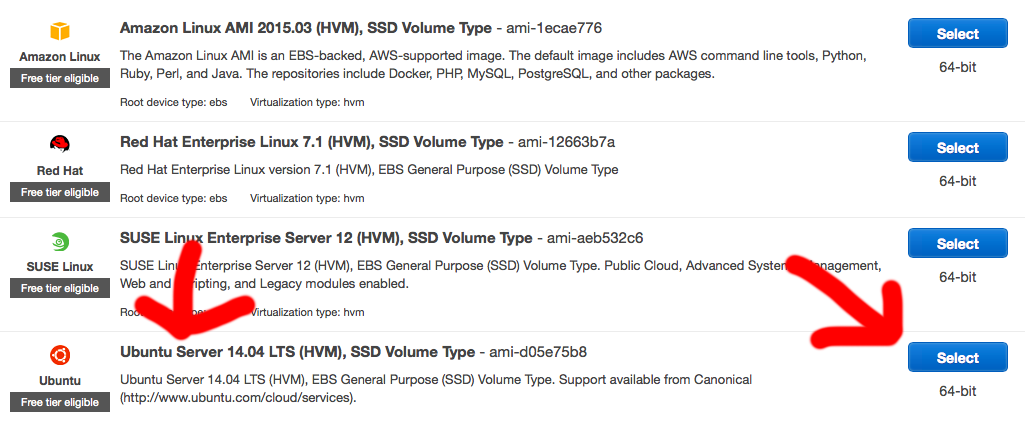 Amazon Linux AMI 2015.03 (HVM), SSD Volume Type - ami-1ecae776
Select
Amazon Linux
Free tier eligible
The Amazon Linux AMI is an EBS-backed, AWS-supported image. The default image includes AWS command line tools, Python,
Ruby, Perl, and Java. The repositories include Docker, PHP, MySQL, PostgreSQL, and other packages.
64-bit
Root device type: ebs Virtualization type: hvm
Red Hat Enterprise Linux 7.1 (HVM), SSD Volume Type - ami-12663b7a
Select
Red Hat
Free tier eligible
Red Hat Enterprise Linux version 7.1 (HVM), EBS General Purpose (SSD) Volume Type
64-bit
Root device type: ebs Virtualization type: hvm
SUSE Linux Enterprise Server 12 (HVM), SSD Volume Type - ami-aeb532c6
Select
SUSE Linux
Free tier eligible
SUSE Linux Enterprise Server 12 (HVM), EBS General Purpose (SSD) Volume Type. Public Cloud, Advanced Systems Management,
Web and Scripting, and Legacy modules enabled.
64-bit
Virtualization type: hvm
Ubuntu Server 14.04 LTS (HVM), SSD Volume Type - ami-d05e75b8
Select
Ubuntu
Free tier eligible
Ubuntu Server 14.04 LTS (HVM), EBS General Purpose (SSD) Volume Type. Support available from Canonical
(http://www.ubuntu.com/cloud/services).
64-bit